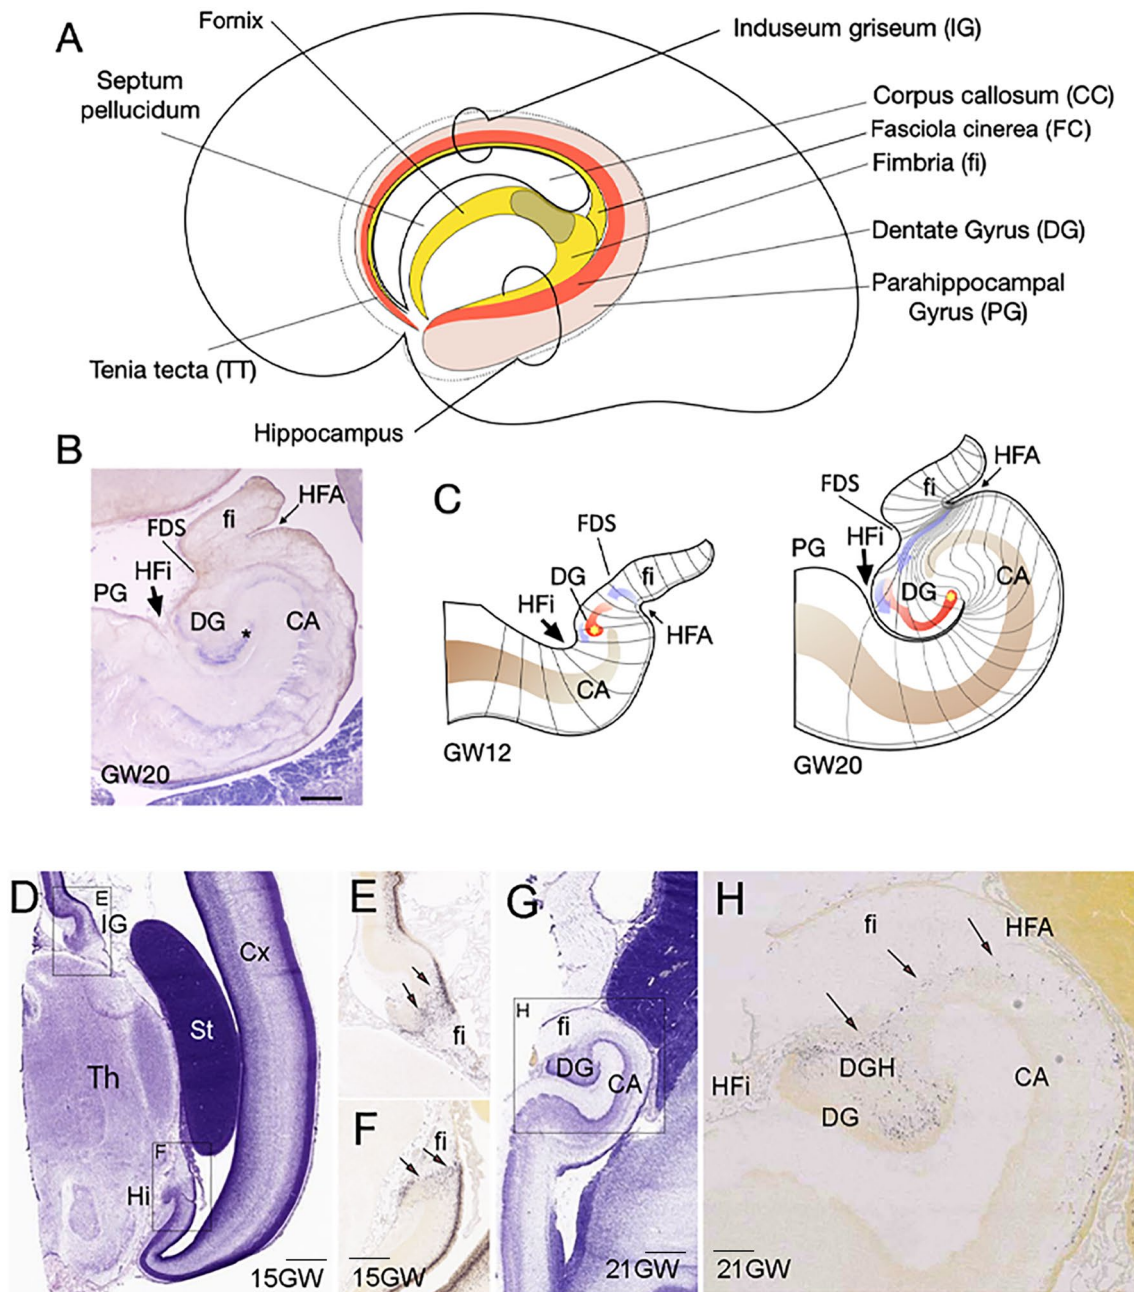 A
Fornix
Septum
pellucidum
Induseum griseum (IG)
Corpus callosum (CC)
Fasciola cinerea (FC)
Fimbria (fi)
Dentate Gyrus (DG)
Parahippocampal
Gyrus (PG)
Tenia tecta (TT)
Hippocampus
B
HFA
fi
FDS
HFi
PG
DG
*
CA
GW20
C
FDS
DG
fi
HFi
HFA
CA
GW12
HFA
fi
FDS
HFi
PG
DG
CA
GW20
D
E
IG
Cx
St
Th
F
Hi
15GW
E
fi
F
fi
15GW
G
H
fi
DG
CA
21GW
H
fi
HFA
DGH
CA
HFi
DG
21GW